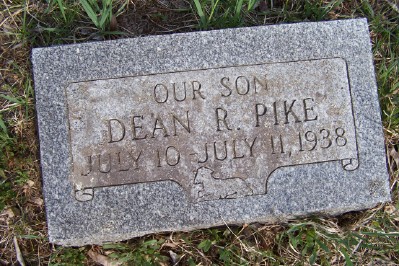 OUR SON
DEAN R. PIKE
JULY 10 - JULY 11, 1938